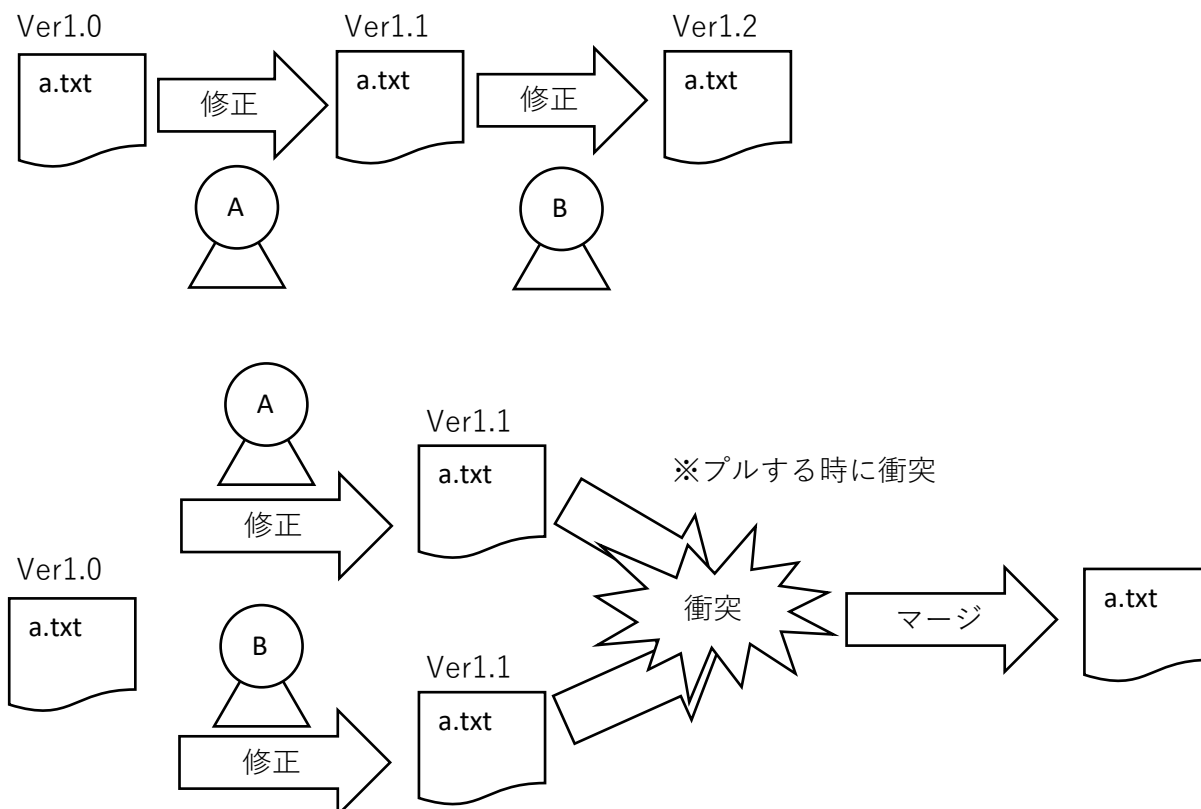 Ver1.0
Ver1.1
Ver1.2
a.txt
修正
a.txt
修正
a.txt
A
B
A
Ver1.1
a.txt
※プルする時に衝突
修正
Ver1.0
a.txt
衝突
マージ
a.txt
B
Ver1.1
a.txt
修正